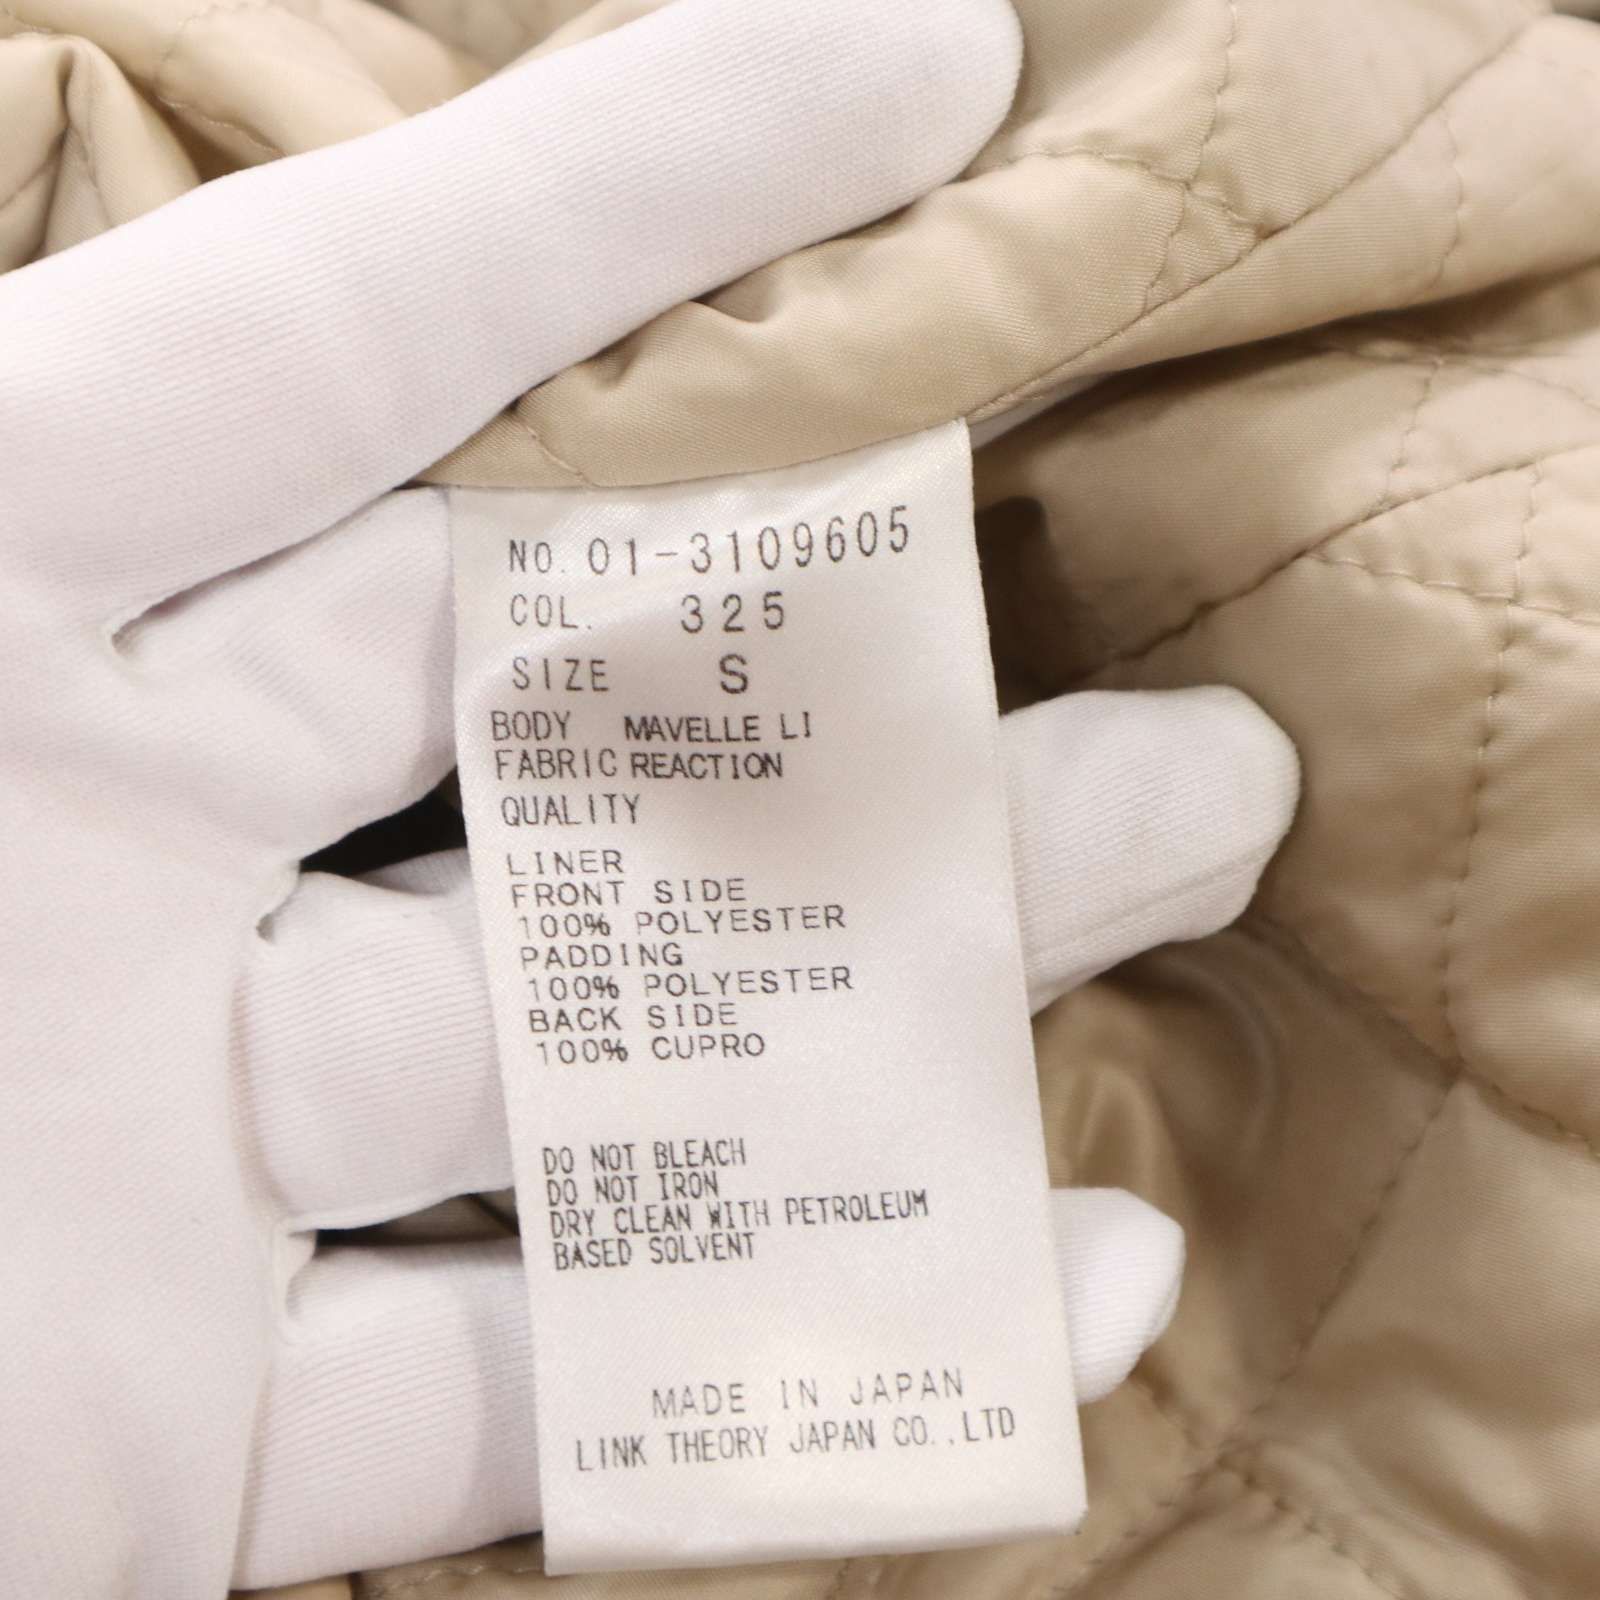 NO. 01-3109605
COL. 325
SIZE S
BODY MAVELLE LI
FABRIC REACTION
QUALITY
LINER
FRONT SIDE
100% POLYESTER
PADDING
100% POLYESTER
BACK SIDE
100% CUPRO
DO NOT BLEACH
DO NOT IRON
DRY CLEAN WITH PETROLEUM
BASED SOLVENT
MADE IN JAPAN
LINK THEORY JAPAN CO.,LTD